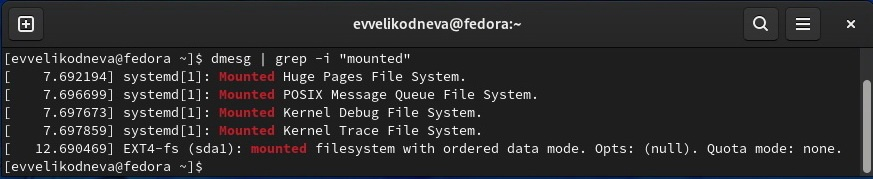 evvelikodneva@fedora:~
[evvelikodneva@fedora ~]$ dmesg | grep -i "mounted"
[    7.692194] systemd[1]: Mounted Huge Pages File System.
[    7.696699] systemd[1]: Mounted POSIX Message Queue File System.
[    7.697673] systemd[1]: Mounted Kernel Debug File System.
[    7.697859] systemd[1]: Mounted Kernel Trace File System.
[   12.690469] EXT4-fs (sda1): mounted filesystem with ordered data mode. Opts: (null). Quota mode: none.
[evvelikodneva@fedora ~]$